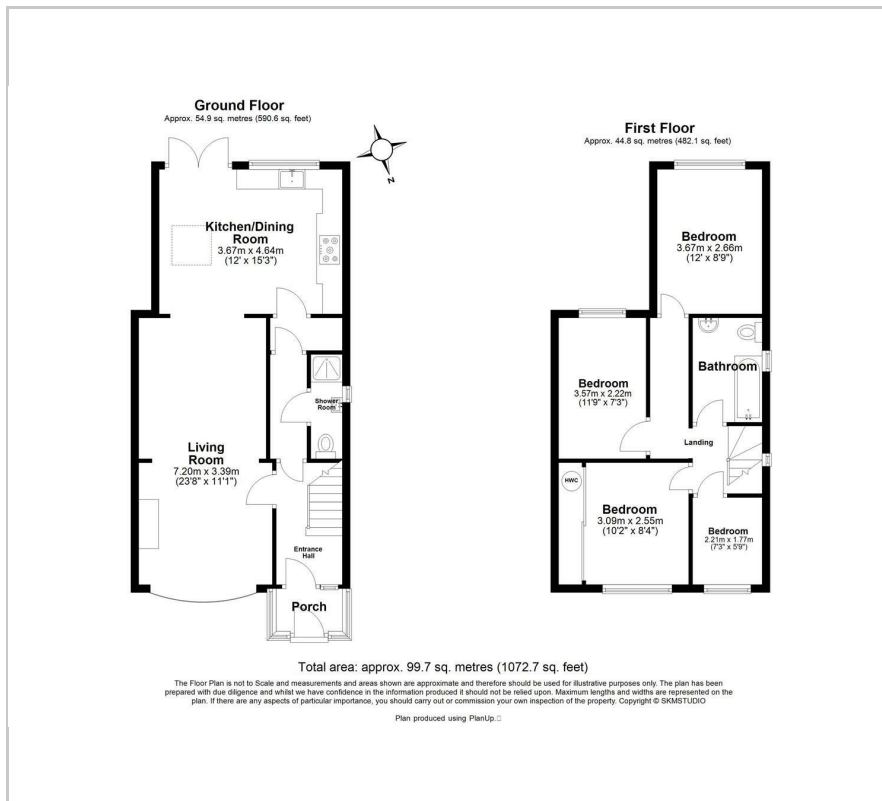 Ground Floor
Approx. 54.9 sq. metres (590.6 sq. feet)
N
Kitchen/Dining
Room
3.67m x 4.64m
(12' x 15'3")
Shower
Room
Living
Room
7.20m x 3.39m
(23'8" x 11'1")
Entrance
Hall
Porch
First Floor
Approx. 44.8 sq. metres (482.1 sq. feet)
Bedroom
3.67m x 2.66m
(12' x 8'9")
Bathroom
Bedroom
3.57m x 2.22m
(11'9" x 7'3")
Landing
HWC
Bedroom
3.09m x 2.55m
(10'2" x 8'4")
Bedroom
2.21m x 1.77m
(7'3" x 5'9")
Total area: approx. 99.7 sq. metres (1072.7 sq. feet)
The Floor Plan is not to Scale and measurements and areas shown are approximate and therefore should be used for illustrative purposes only. The plan has been
prepared with due diligence and whilst we have confidence in the information produced it should not be relied upon. Maximum lengths and widths are represented on the
plan. If there are any aspects of particular importance, you should carry out or commission your own inspection of the property. Copyright © SKMSTUDIO
Plan produced using PlanUp.